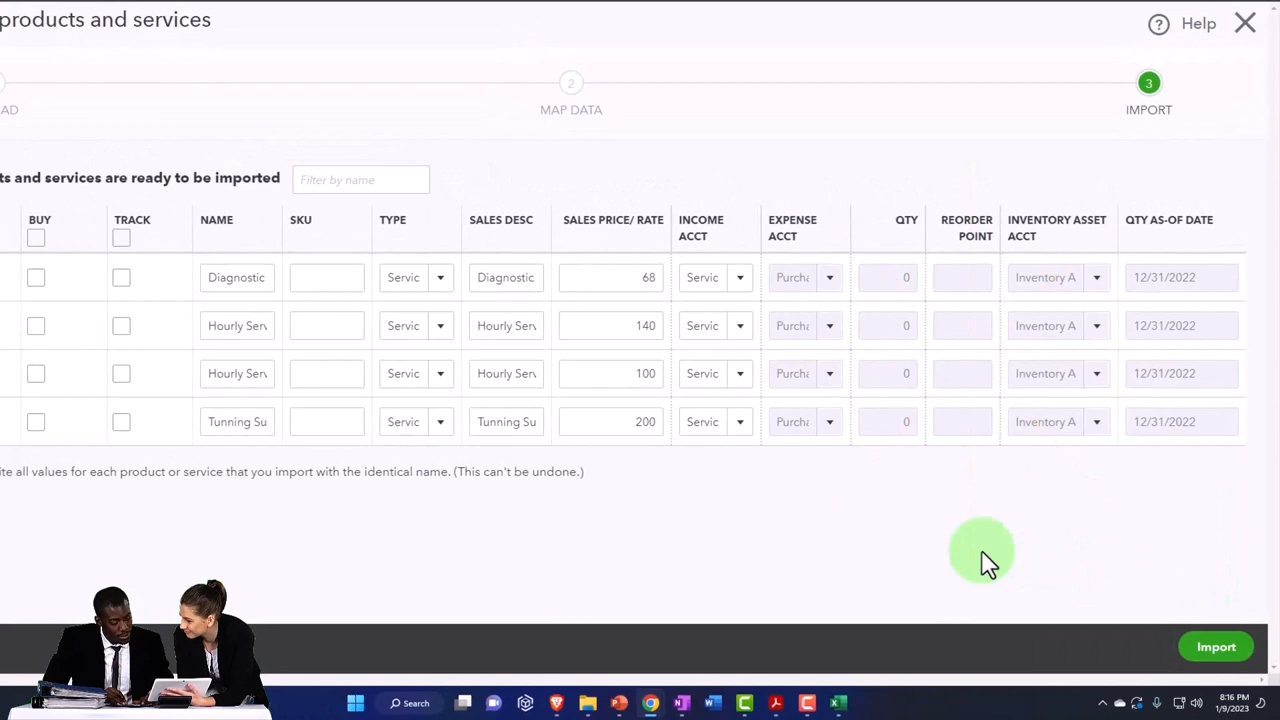 products and services
Help
AD
2
3
MAP DATA
IMPORT
ts and services are ready to be imported
Filter by name
BUY TRACK NAME SKU TYPE SALES DESC SALES PRICE/ RATE INCOME ACCT EXPENSE ACCT QTY REORDER POINT INVENTORY ASSET ACCT QTY AS-OF DATE
Diagnostic Servic Diagnostic 68 Servic Purcha 0 Inventory A 12/31/2022
Hourly Serv Servic Hourly Serv 140 Servic Purcha 0 Inventory A 12/31/2022
Hourly Serv Servic Hourly Serv 100 Servic Purcha 0 Inventory A 12/31/2022
Tunning Su Servic Tunning Su 200 Servic Purcha 0 Inventory A 12/31/2022
ite all values for each product or service that you import with the identical name. (This can't be undone.)
Import
Search
8:16 PM
1/9/2023